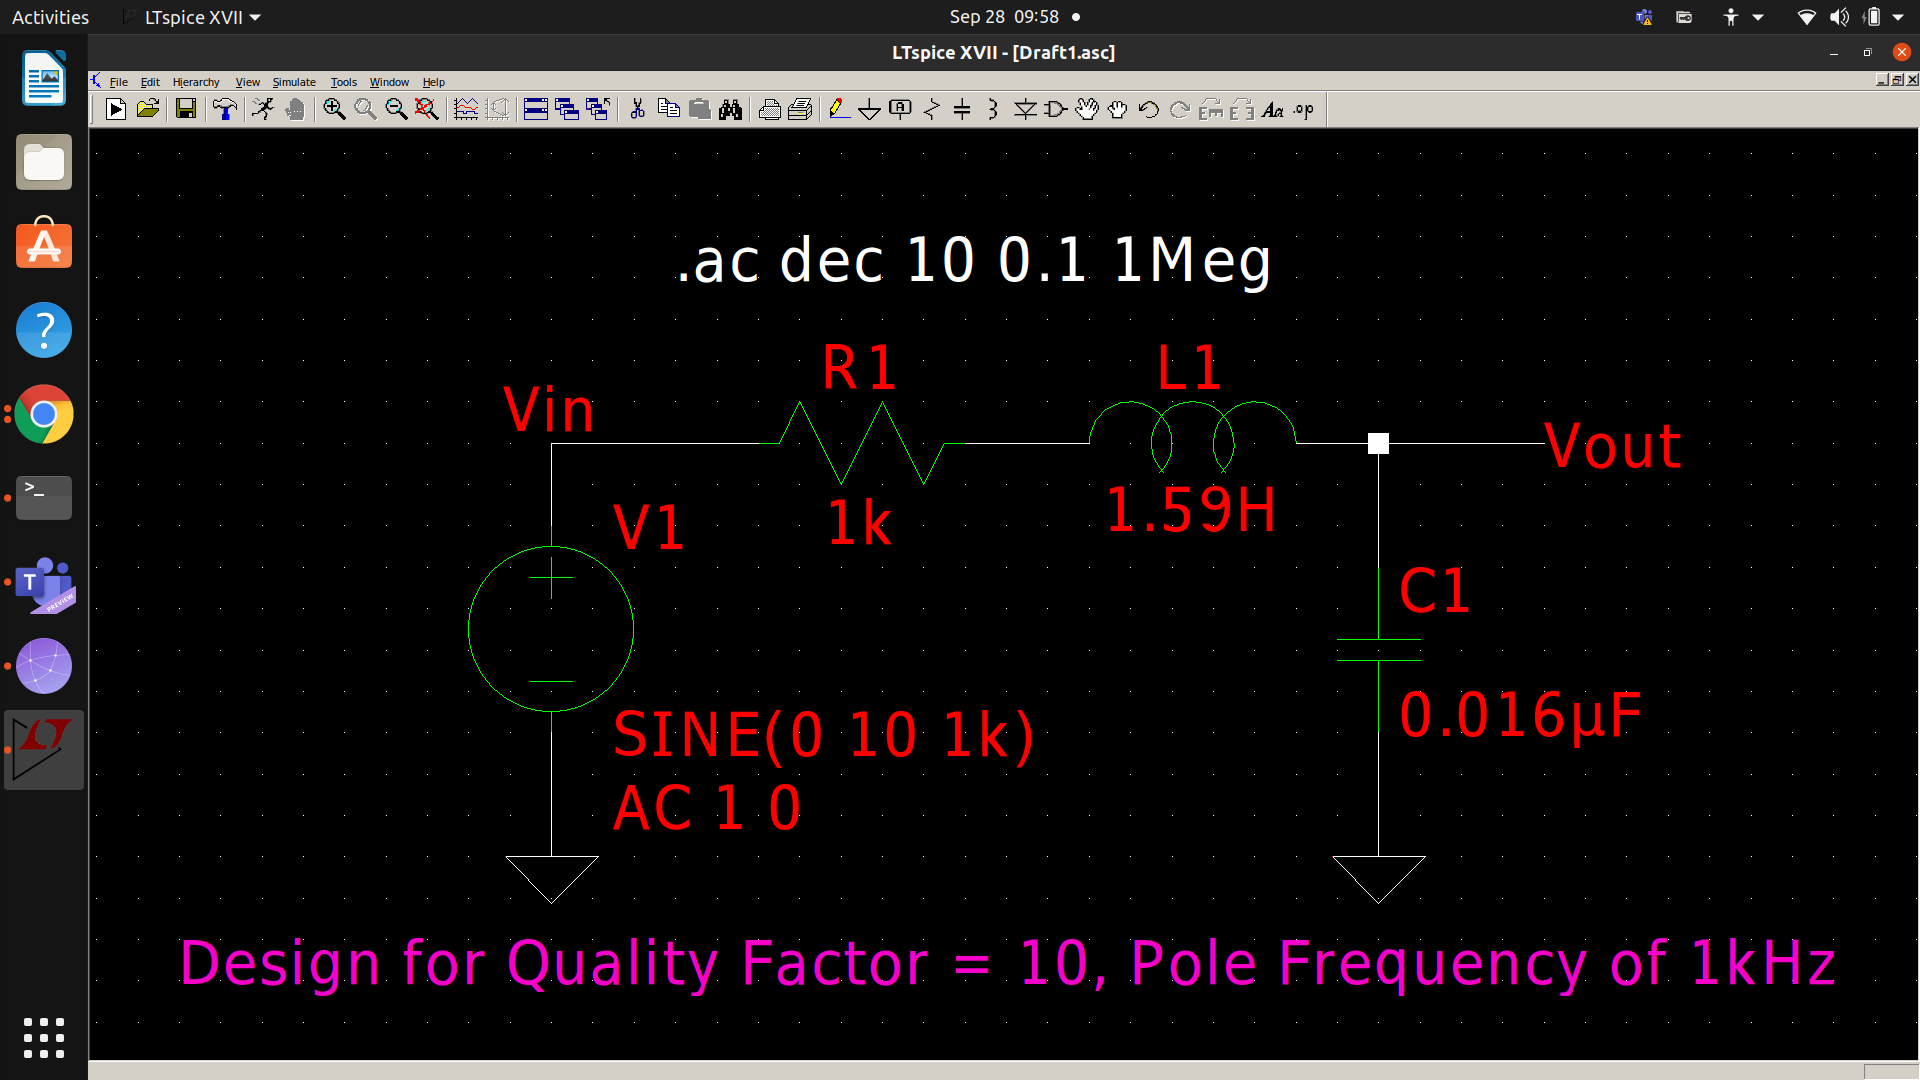 Activities LTspice XVII Sep 28 09:58
LTspice XVII - [Draft1.asc]
File Edit Hierarchy View Simulate Tools Window Help
.ac dec 10 0.1 1Meg
R1 L1
Vin
Vout
1k
1.59H
V1
C1
0.016µF
SINE(0 10 1k)
AC 1 0
Design for Quality Factor = 10, Pole Frequency of 1kHz